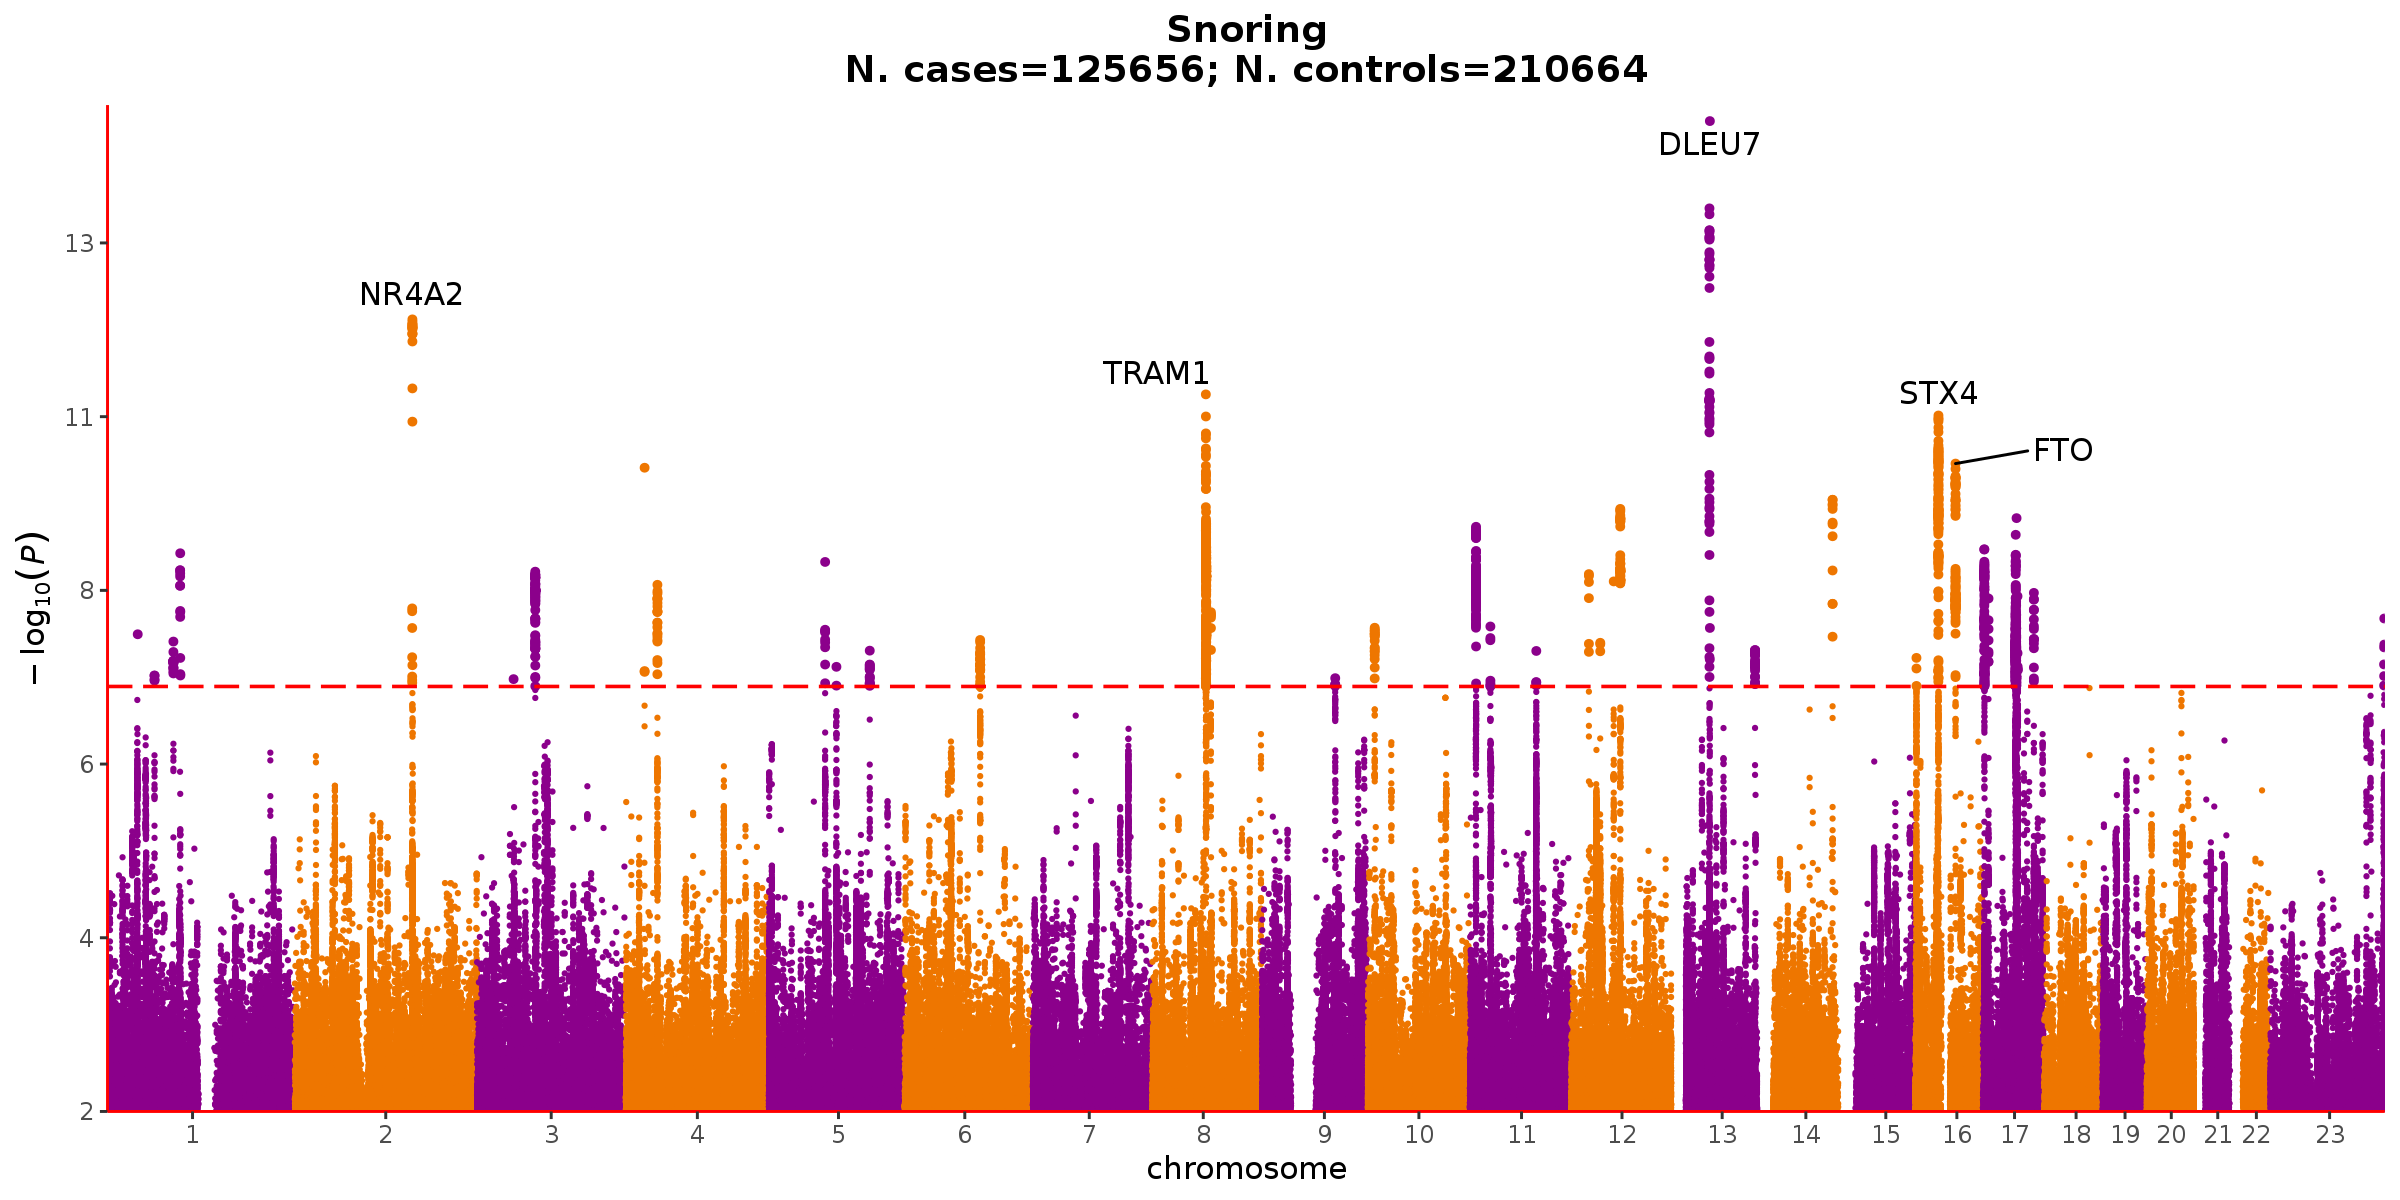 Snoring
N. cases=125656; N. controls=210664
DLEU7
13
NR4A2
TRAM1
STX4
11
FTO
−log₁₀(P)
8
6
4
2
1 2 3 4 5 6 7 8 9 10 11 12 13 14 15 16 17 18 19 20 21 22 23
chromosome